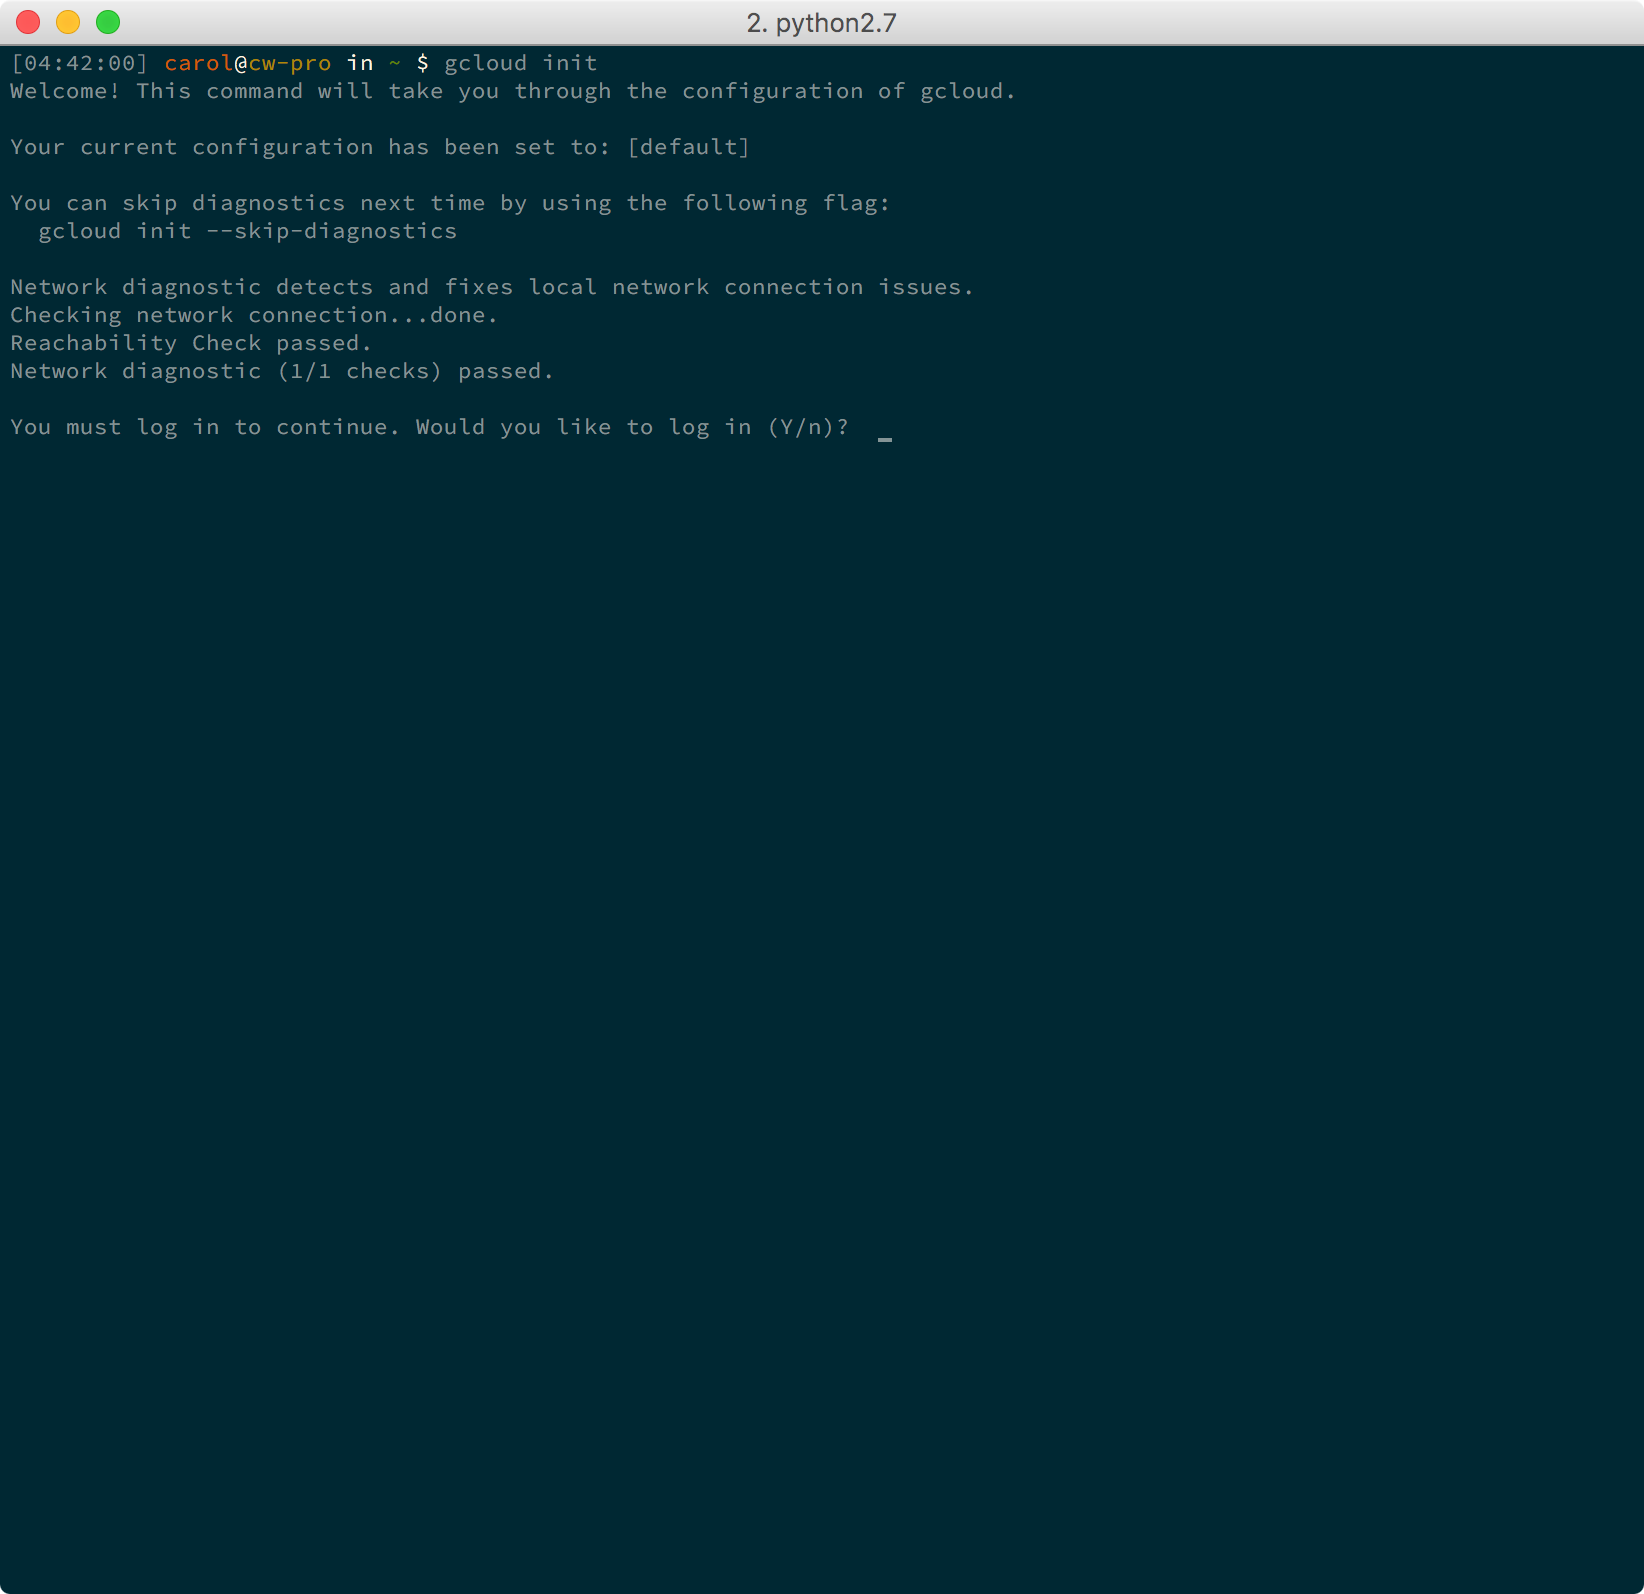 2. python2.7
[04:42:00] carol@cw-pro in ~ $ gcloud init
Welcome! This command will take you through the configuration of gcloud.
Your current configuration has been set to: [default]
You can skip diagnostics next time by using the following flag:
  gcloud init --skip-diagnostics
Network diagnostic detects and fixes local network connection issues.
Checking network connection...done.
Reachability Check passed.
Network diagnostic (1/1 checks) passed.
You must log in to continue. Would you like to log in (Y/n)?  _